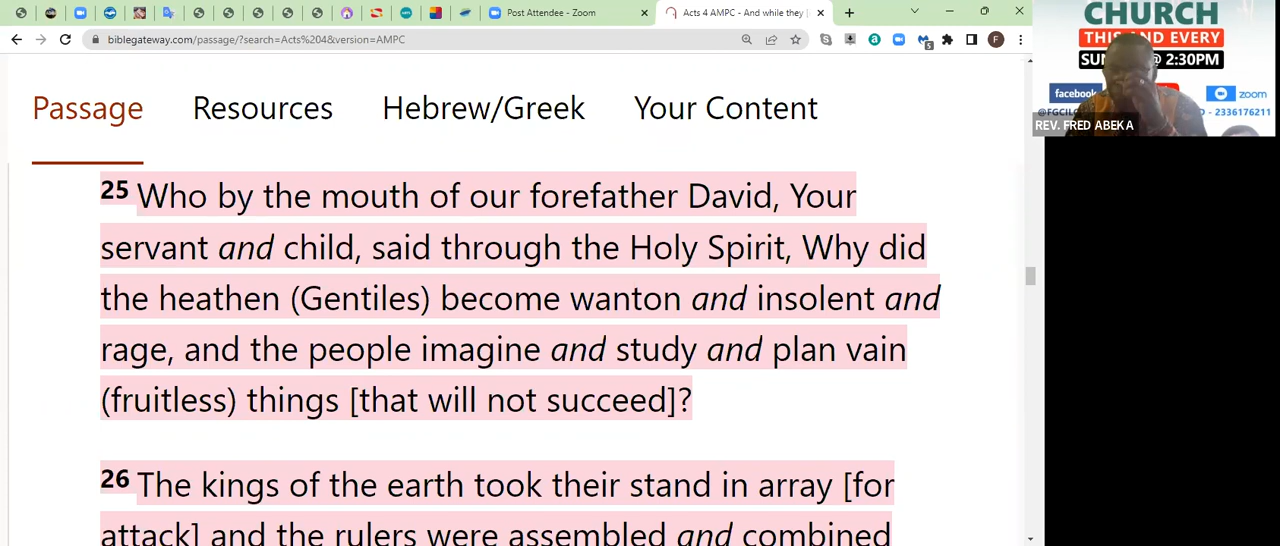 Post Attendee - Zoom
Acts 4 AMPC - And while they
biblegateway.com/passage/?search=Acts%204&version=AMPC
5
F
Passage Resources Hebrew/Greek Your Content
25 Who by the mouth of our forefather David, Your
servant and child, said through the Holy Spirit, Why did
the heathen (Gentiles) become wanton and insolent and
rage, and the people imagine and study and plan vain
(fruitless) things [that will not succeed]?
26 The kings of the earth took their stand in array [for
attack] and the rulers were assembled and combined
CHURCH
THIS AND EVERY
@ 2:30PM
facebook
zoom
- 2336176211
REV. FRED ABEKA